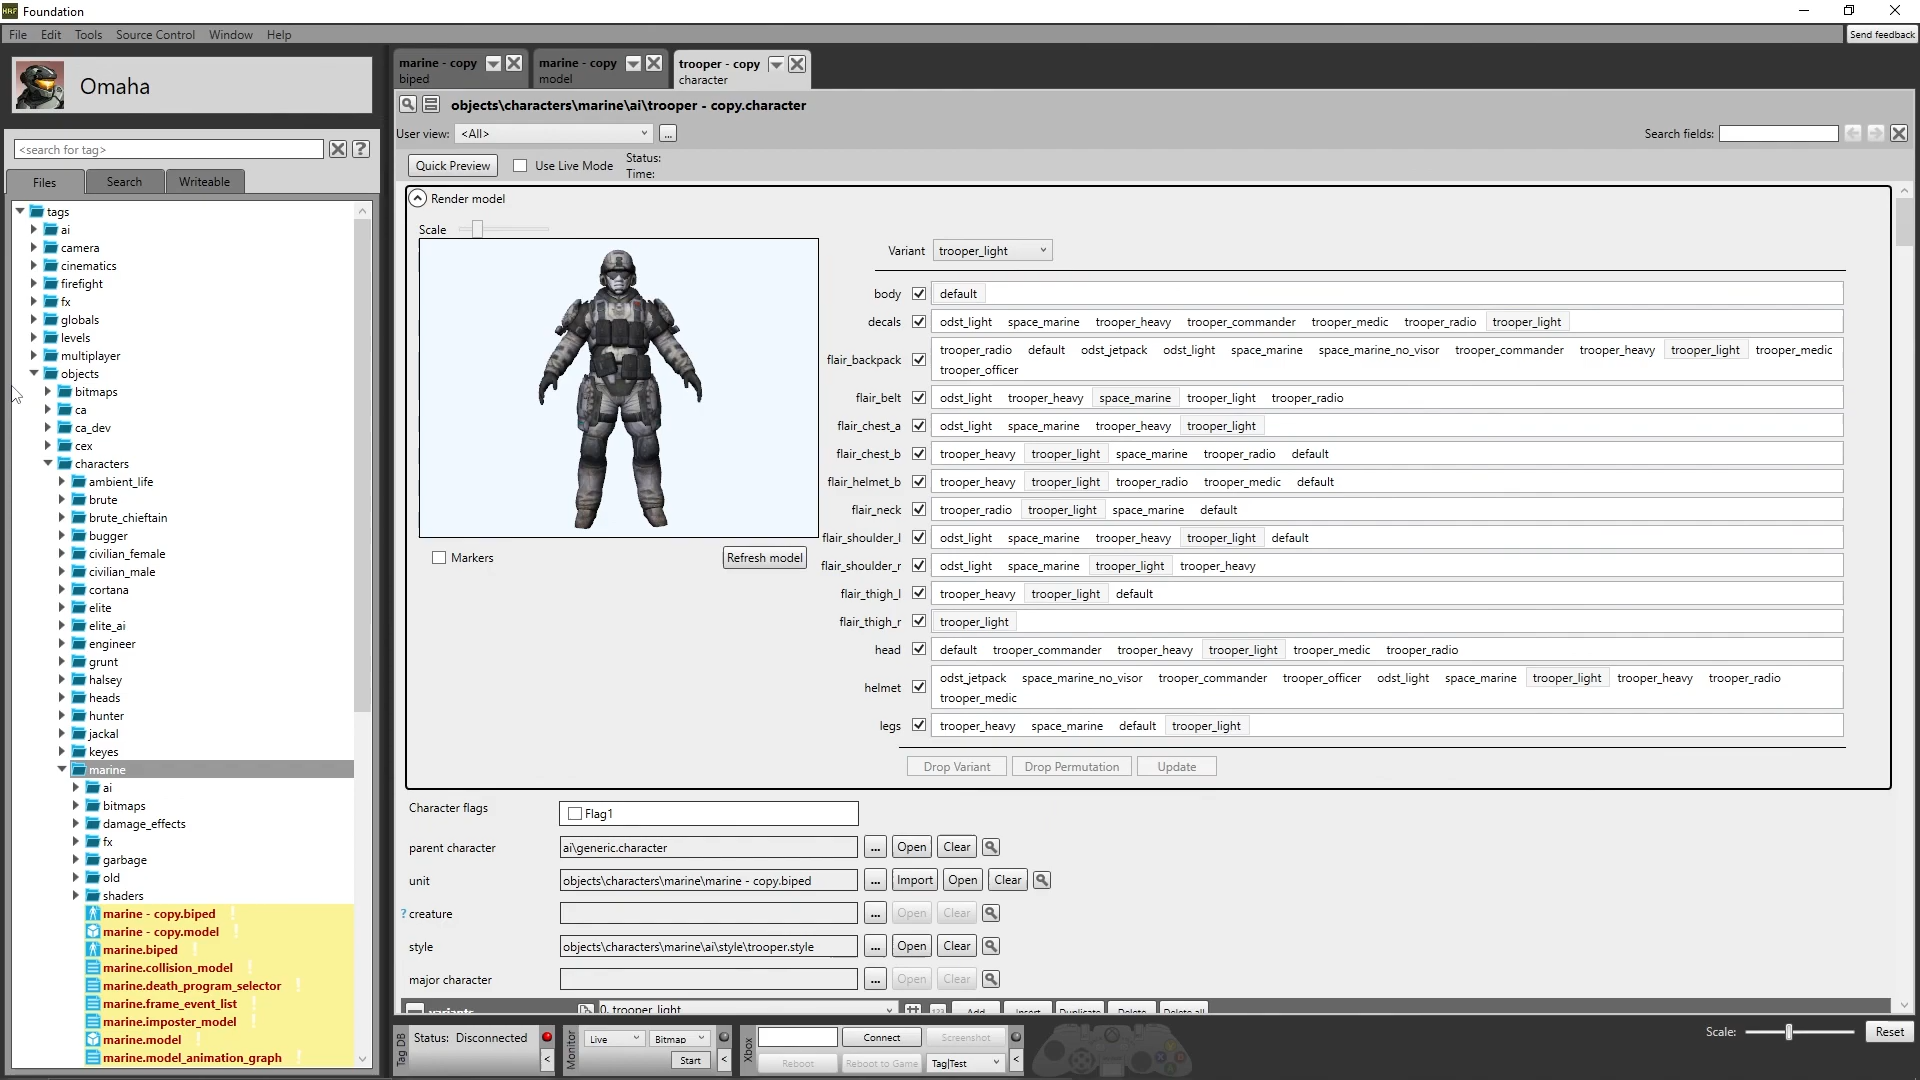 Foundation
File Edit Tools Source Control Window Help
Send feedback
Omaha
<search for tag>
Files Search Writeable
tags
ai
camera
cinematics
firefight
fx
globals
levels
multiplayer
objects
bitmaps
ca
ca_dev
cex
characters
ambient_life
brute
brute_chieftain
bugger
civilian_female
civilian_male
cortana
elite
elite_ai
engineer
grunt
halsey
heads
hunter
jackal
keyes
marine
ai
bitmaps
damage_effects
fx
garbage
old
shaders
marine - copy.biped !
marine - copy.model !
marine.biped !
marine.collision_model !
marine.death_program_selector !
marine.frame_event_list !
marine.imposter_model !
marine.model !
marine.model_animation_graph !
marine - copy
biped
marine - copy
model
trooper - copy
character
objects\characters\marine\ai\trooper - copy.character
User view: <All> ...
Search fields:
Quick Preview Use Live Mode Status:
Time:
Render model
Scale
Markers
Refresh model
Variant trooper_light
body default
decals odst_light space_marine trooper_heavy trooper_commander trooper_medic trooper_radio trooper_light
flair_backpack trooper_radio default odst_jetpack odst_light space_marine space_marine_no_visor trooper_commander trooper_heavy trooper_light trooper_medic
trooper_officer
flair_belt odst_light trooper_heavy space_marine trooper_light trooper_radio
flair_chest_a odst_light space_marine trooper_heavy trooper_light
flair_chest_b trooper_heavy trooper_light space_marine trooper_radio default
flair_helmet_b trooper_heavy trooper_light trooper_radio trooper_medic default
flair_neck trooper_radio trooper_light space_marine default
flair_shoulder_l odst_light space_marine trooper_heavy trooper_light default
flair_shoulder_r odst_light space_marine trooper_light trooper_heavy
flair_thigh_l trooper_heavy trooper_light default
flair_thigh_r trooper_light
head default trooper_commander trooper_heavy trooper_light trooper_medic trooper_radio
helmet odst_jetpack space_marine_no_visor trooper_commander trooper_officer odst_light space_marine trooper_light trooper_heavy trooper_radio
trooper_medic
legs trooper_heavy space_marine default trooper_light
Drop Variant Drop Permutation Update
Character flags Flag1
parent character ai\generic.character ... Open Clear
unit objects\characters\marine\marine - copy.biped ... Import Open Clear
? creature ... Open Clear
style objects\characters\marine\ai\style\trooper.style ... Open Clear
major character ... Open Clear
variants 0. trooper_light Add Insert Duplicate Delete Delete all
Tag DB Status: Disconnected <
Monitor Live Bitmap Start <
Xbox Connect Screenshot
Reboot Reboot to Game Tag|Test <
Scale: Reset